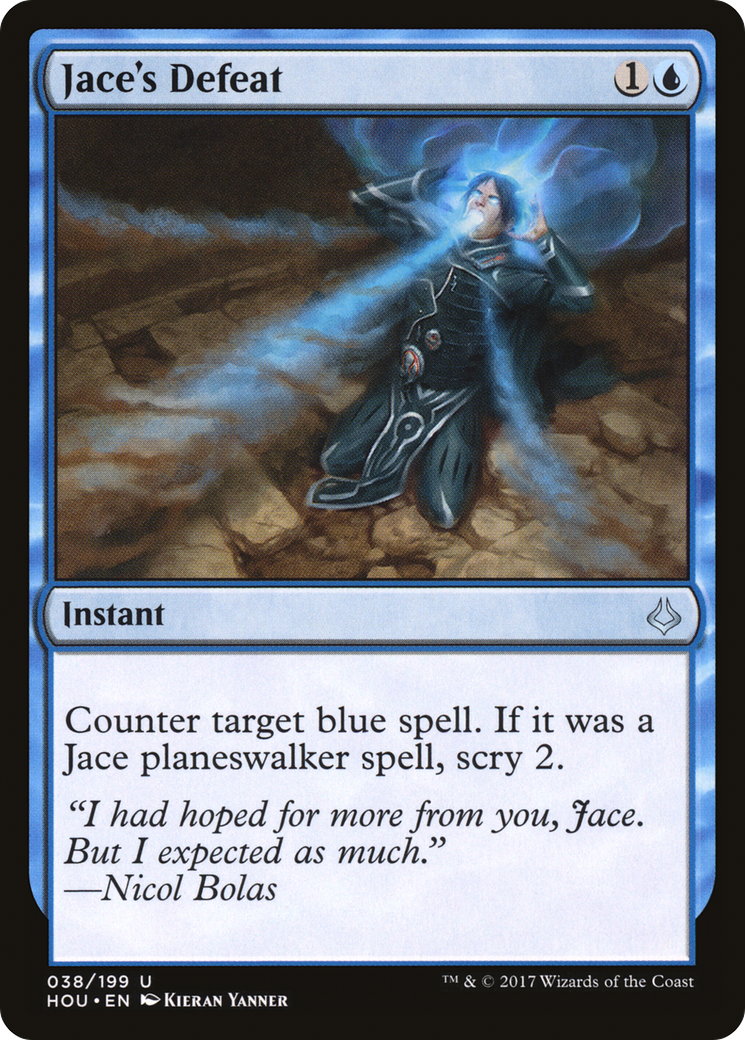 Jace's Defeat 1
Instant
Counter target blue spell. If it was a
Jace planeswalker spell, scry 2.
“I had hoped for more from you, Jace.
But I expected as much.”
—Nicol Bolas
038/199 U
HOU • EN KIERAN YANNER
™ & © 2017 Wizards of the Coast